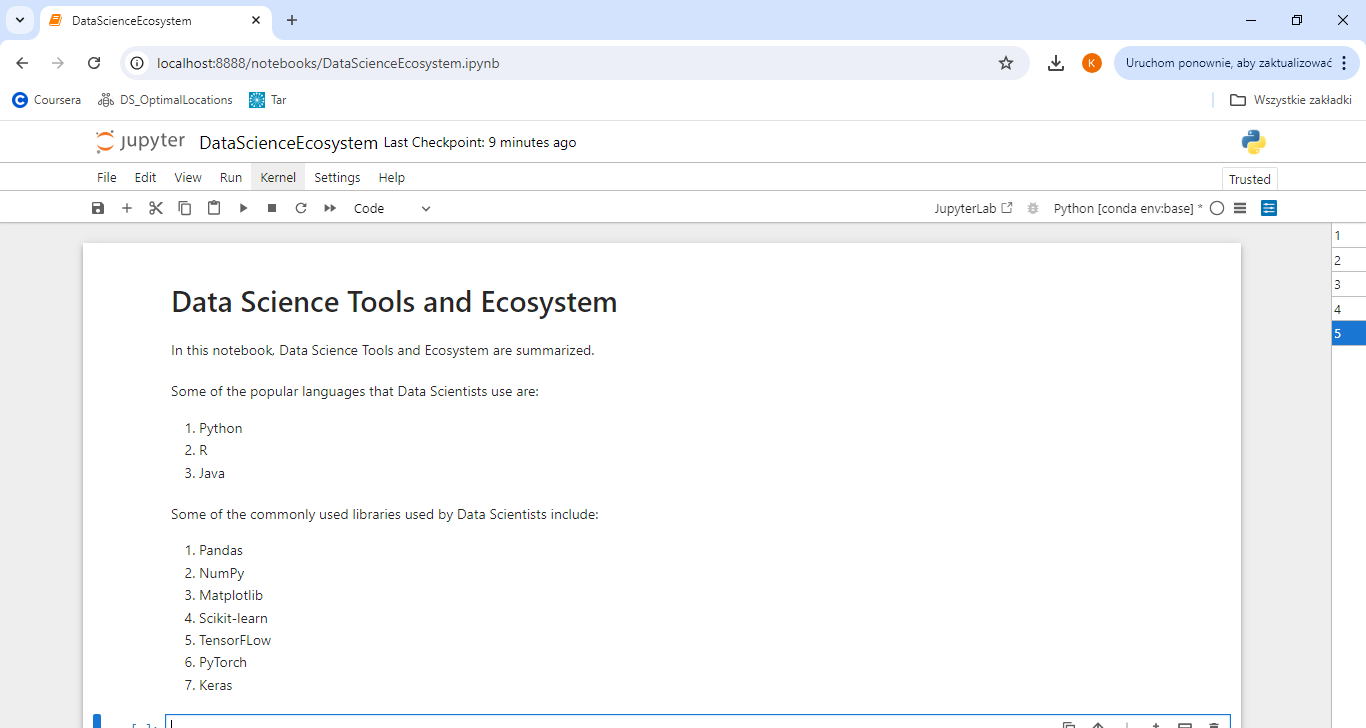 DataScienceEcosystem
localhost:8888/notebooks/DataScienceEcosystem.ipynb
K
Uruchom ponownie, aby zaktualizować
Coursera
DS_OptimalLocations
Tar
Wszystkie zakładki
jupyter
DataScienceEcosystem Last Checkpoint: 9 minutes ago
File Edit View Run Kernel Settings Help
Trusted
Code
JupyterLab
Python [conda env:base] *
1
2
3
4
5
Data Science Tools and Ecosystem
In this notebook, Data Science Tools and Ecosystem are summarized.
Some of the popular languages that Data Scientists use are:
1. Python
2. R
3. Java
Some of the commonly used libraries used by Data Scientists include:
1. Pandas
2. NumPy
3. Matplotlib
4. Scikit-learn
5. TensorFLow
6. PyTorch
7. Keras
[ ]: